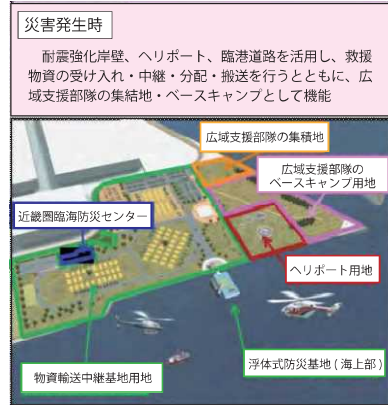 災害発生時
耐震強化岸壁、ヘリポート、臨港道路を活用し、救援
物資の受け入れ・中継・分配・搬送を行うとともに、広
域支援部隊の集結地・ベースキャンプとして機能
広域支援部隊の集積地
広域支援部隊の
ベースキャンプ用地
近畿圏臨海防災センター
ヘリポート用地
物資輸送中継基地用地
浮体式防災基地(海上部)